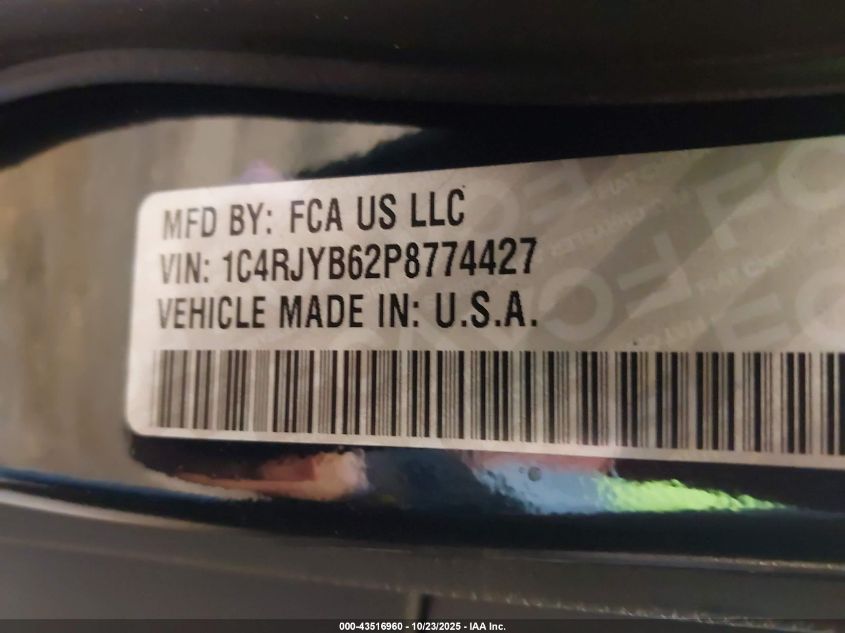 MFD BY: FCA US LLC
VIN: 1C4RJYB62P8774427
VEHICLE MADE IN: U.S.A.
000-43516960 - 10/23/2025 - IAA Inc.